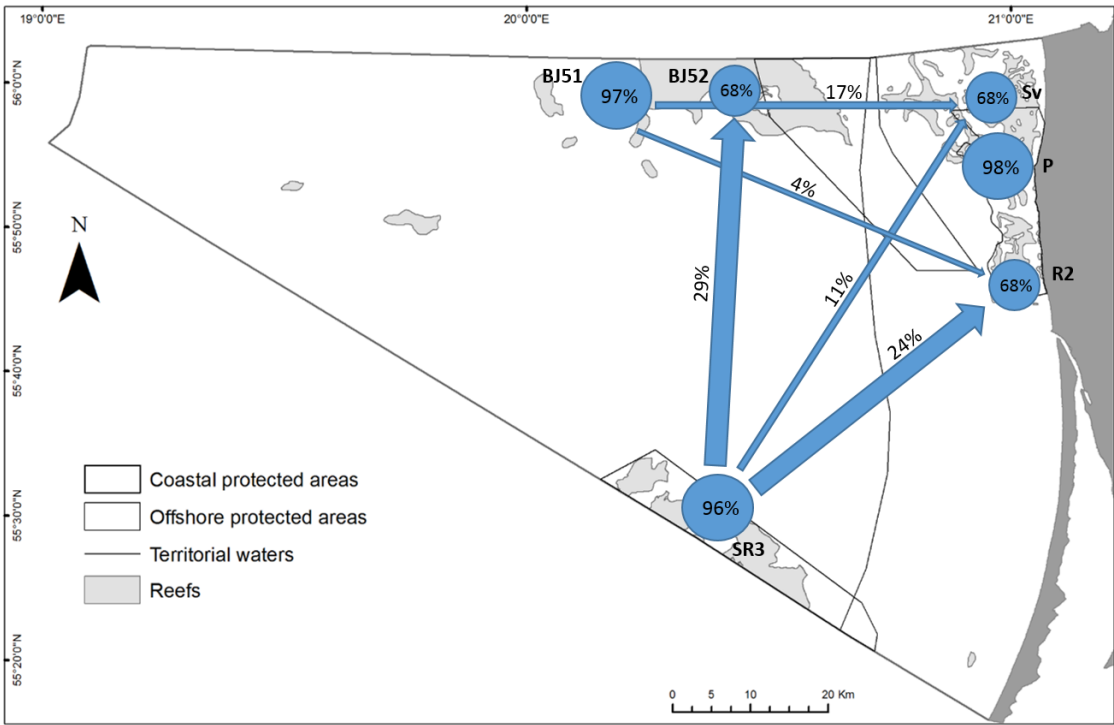 19°0'0"E 20°0'0"E 21°0'0"E
56°0'0"N
55°50'0"N
55°40'0"N
55°30'0"N
55°20'0"N
BJ51 BJ52 Sv
97% 68% 17% 68%
98% P
4%
R2
68%
N
29% 11%
24%
96%
SR3
Coastal protected areas
Offshore protected areas
Territorial waters
Reefs
0 5 10 20 Km